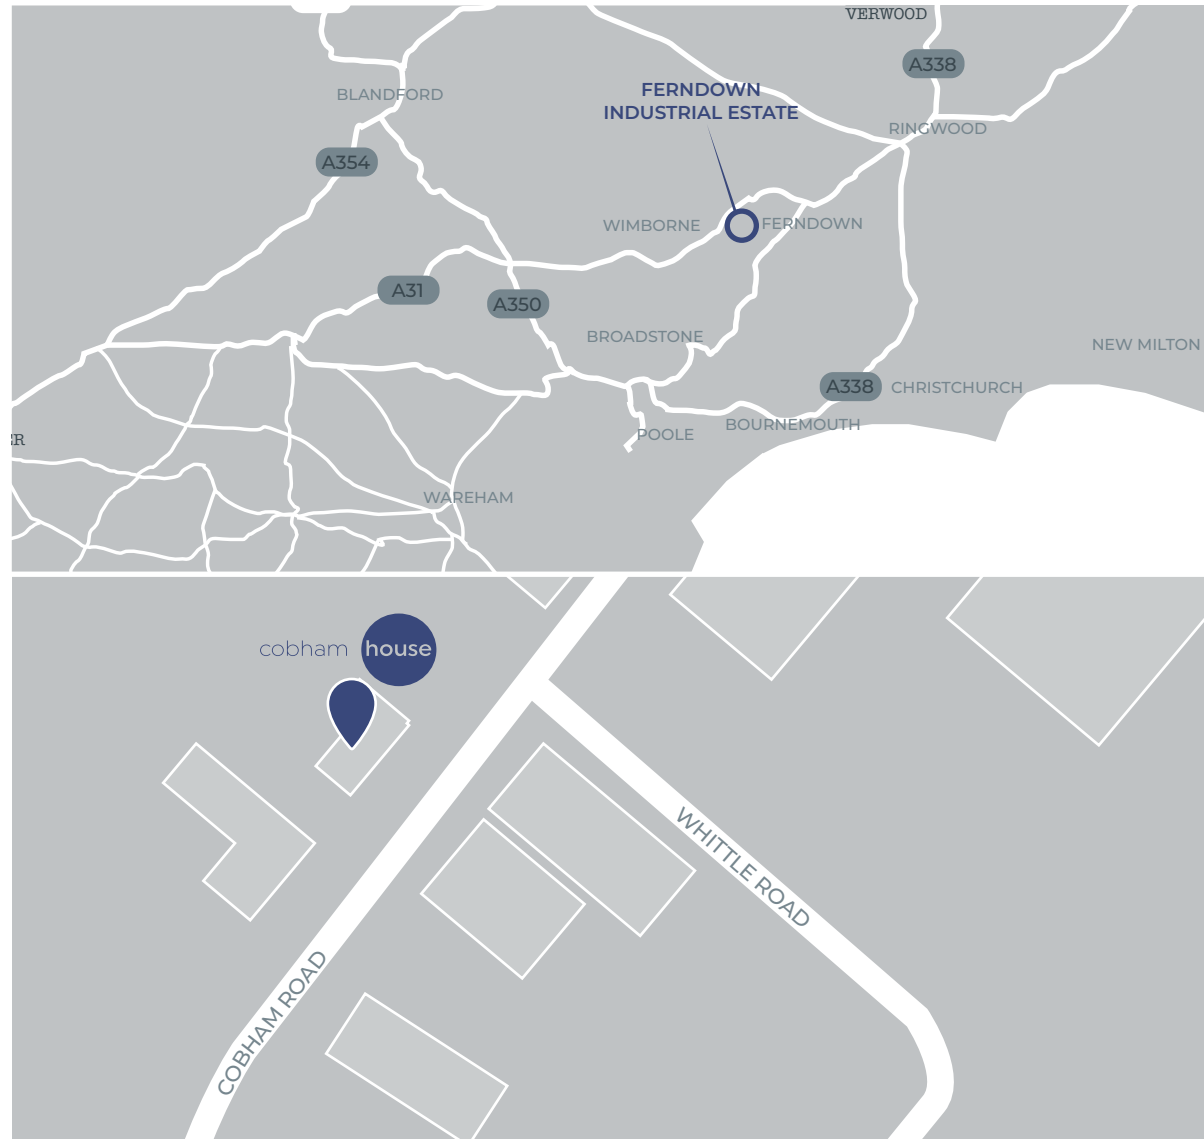 VERWOOD
A338
FERNDOWN
INDUSTRIAL ESTATE
BLANDFORD
RINGWOOD
A354
WIMBORNE
FERNDOWN
A31
A350
BROADSTONE
NEW MILTON
A338
CHRISTCHURCH
BOURNEMOUTH
POOLE
ER
WAREHAM
cobham house
WHITTLE ROAD
COBHAM ROAD